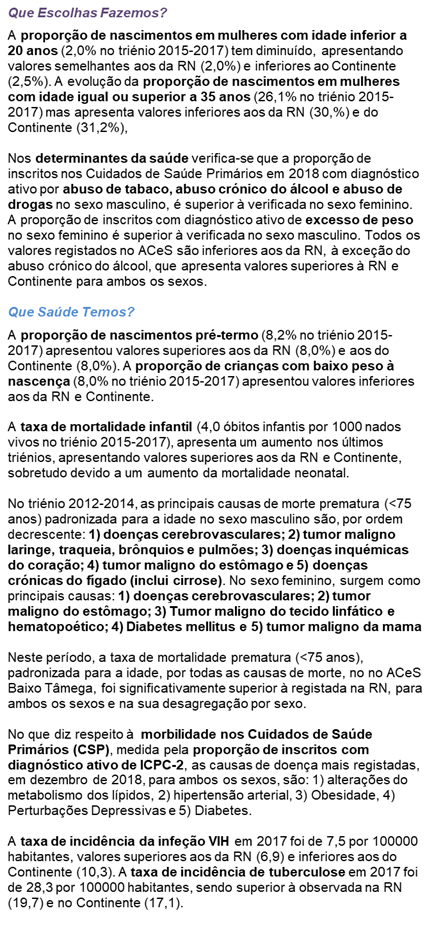 Que Escolhas Fazemos?
A proporção de nascimentos em mulheres com idade inferior a
20 anos (2,0% no triénio 2015-2017) tem diminuído, apresentando
valores semelhantes aos da RN (2,0%) e inferiores ao Continente
(2,5%). A evolução da proporção de nascimentos em mulheres
com idade igual ou superior a 35 anos (26,1% no triénio 2015-
2017) mas apresenta valores inferiores aos da RN (30,%) e do
Continente (31,2%),
Nos determinantes da saúde verifica-se que a proporção de
inscritos nos Cuidados de Saúde Primários em 2018 com diagnóstico
ativo por abuso de tabaco, abuso crónico do álcool e abuso de
drogas no sexo masculino, é superior à verificada no sexo feminino.
A proporção de inscritos com diagnóstico ativo de excesso de peso
no sexo feminino é superior à verificada no sexo masculino. Todos os
valores registados no ACeS são inferiores aos da RN, à exceção do
abuso crónico do álcool, que apresenta valores superiores à RN e
Continente para ambos os sexos.
Que Saúde Temos?
A proporção de nascimentos pré-termo (8,2% no triénio 2015-
2017) apresentou valores superiores aos da RN (8,0%) e aos do
Continente (8,0%). A proporção de crianças com baixo peso à
nascença (8,0% no triénio 2015-2017) apresentou valores inferiores
aos da RN e Continente.
A taxa de mortalidade infantil (4,0 óbitos infantis por 1000 nados
vivos no triénio 2015-2017), apresenta um aumento nos últimos
triénios, apresentando valores superiores aos da RN e Continente,
sobretudo devido a um aumento da mortalidade neonatal.
No triénio 2012-2014, as principais causas de morte prematura (<75
anos) padronizada para a idade no sexo masculino são, por ordem
decrescente: 1) doenças cerebrovasculares; 2) tumor maligno
laringe, traqueia, brônquios e pulmões; 3) doenças inquémicas
do coração; 4) tumor maligno do estômago e 5) doenças
crónicas do figado (inclui cirrose). No sexo feminino, surgem como
principais causas: 1) doenças cerebrovasculares; 2) tumor
maligno do estômago; 3) Tumor maligno do tecido linfático e
hematopoético; 4) Diabetes mellitus e 5) tumor maligno da mama
Neste período, a taxa de mortalidade prematura (<75 anos),
padronizada para a idade, por todas as causas de morte, no no ACeS
Baixo Tâmega, foi significativamente superior à registada na RN, para
ambos os sexos e na sua desagregação por sexo.
No que diz respeito à morbilidade nos Cuidados de Saúde
Primários (CSP), medida pela proporção de inscritos com
diagnóstico ativo de ICPC-2, as causas de doença mais registadas,
em dezembro de 2018, para ambos os sexos, são: 1) alterações do
metabolismo dos lípidos, 2) hipertensão arterial, 3) Obesidade, 4)
Perturbações Depressivas e 5) Diabetes.
A taxa de incidência da infeção VIH em 2017 foi de 7,5 por 100000
habitantes, valores superiores aos da RN (6,9) e inferiores aos do
Continente (10,3). A taxa de incidência de tuberculose em 2017 foi
de 28,3 por 100000 habitantes, sendo superior à observada na RN
(19,7) e no Continente (17,1).